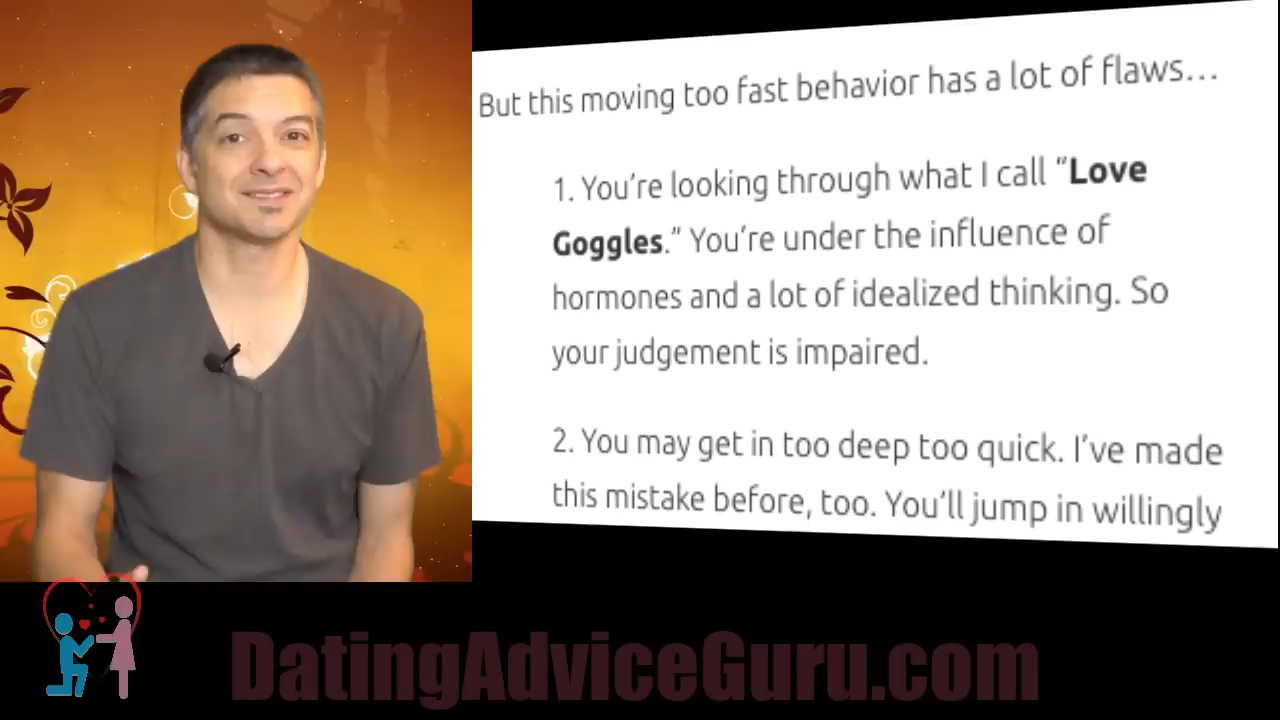 But this moving too fast behavior has a lot of flaws…
1. You're looking through what I call “Love
Goggles.” You're under the influence of
hormones and a lot of idealized thinking. So
your judgement is impaired.
2. You may get in too deep too quick. I've made
this mistake before, too. You'll jump in willingly
DatingAdviceGuru.com